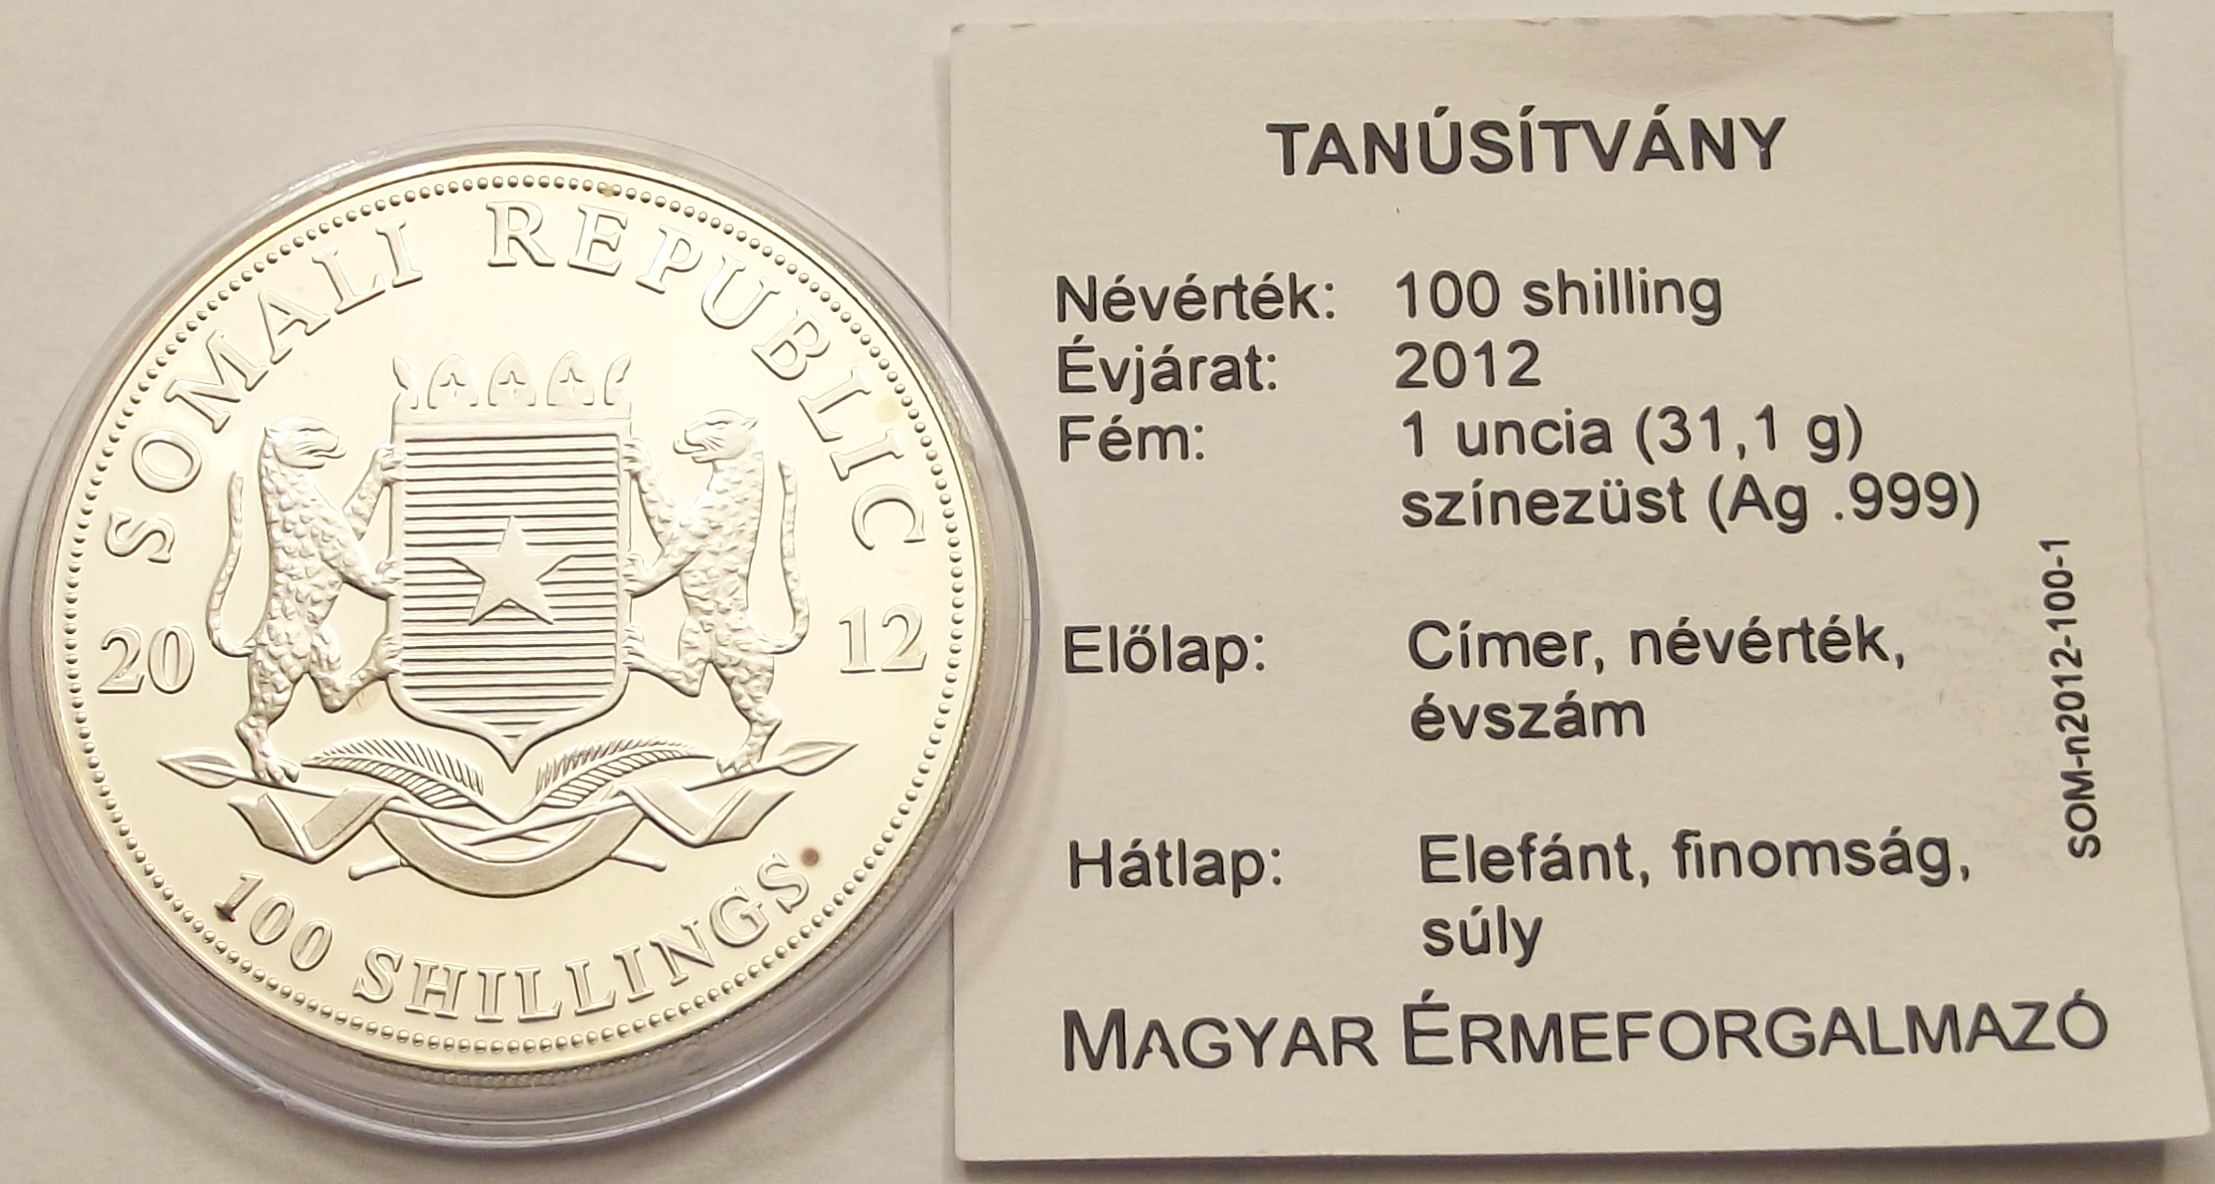 SOMALI REPUBLIC
20 12
100 SHILLINGS
TANÚSÍTVÁNY
Névérték: 100 shilling
Évjárat: 2012
Fém: 1 uncia (31,1 g)
színezüst (Ag .999)
Előlap: Címer, névérték,
évszám
Hátlap: Elefánt, finomság,
súly
MAGYAR ÉRMEFORGALMAZÓ
SOM-n2012-100-1